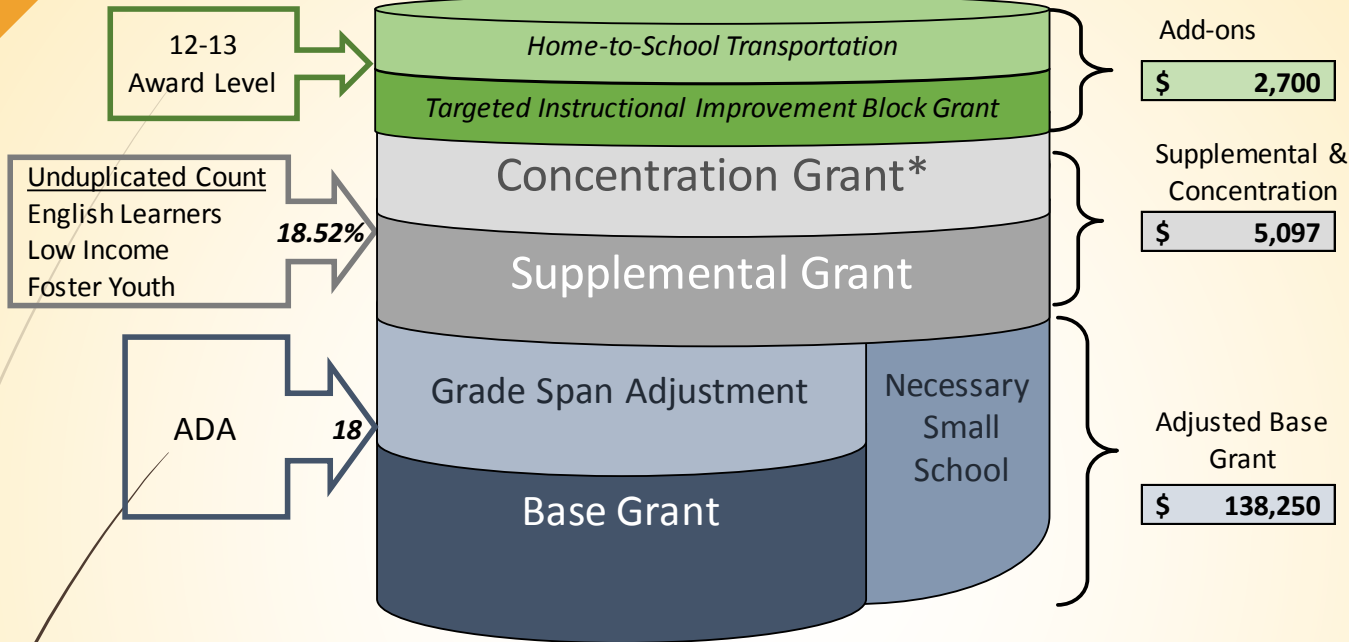 12-13
Award Level
Home-to-School Transportation
Targeted Instructional Improvement Block Grant
Add-ons
$ 2,700
Unduplicated Count
English Learners
Low Income
Foster Youth
18.52%
Concentration Grant*
Supplemental Grant
Supplemental &
Concentration
$ 5,097
ADA
18
Grade Span Adjustment
Base Grant
Necessary
Small
School
Adjusted Base
Grant
$ 138,250